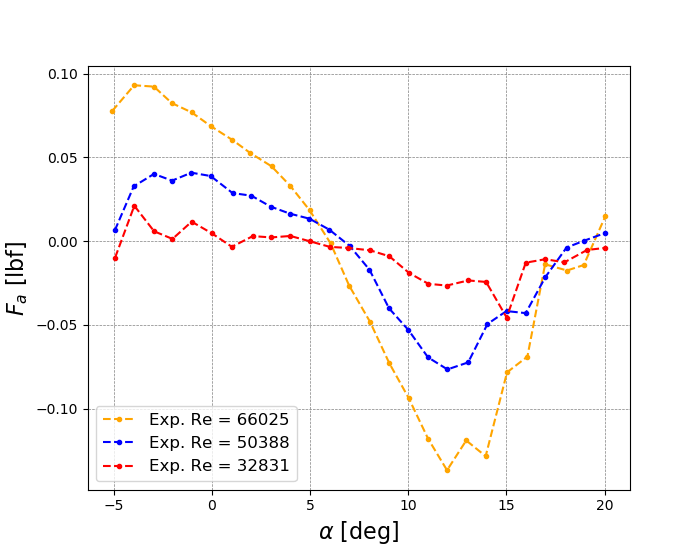 0.10
0.05
0.00
−0.05
−0.10
F_a [lbf]
Exp. Re = 66025
Exp. Re = 50388
Exp. Re = 32831
−5 0 5 10 15 20
α [deg]